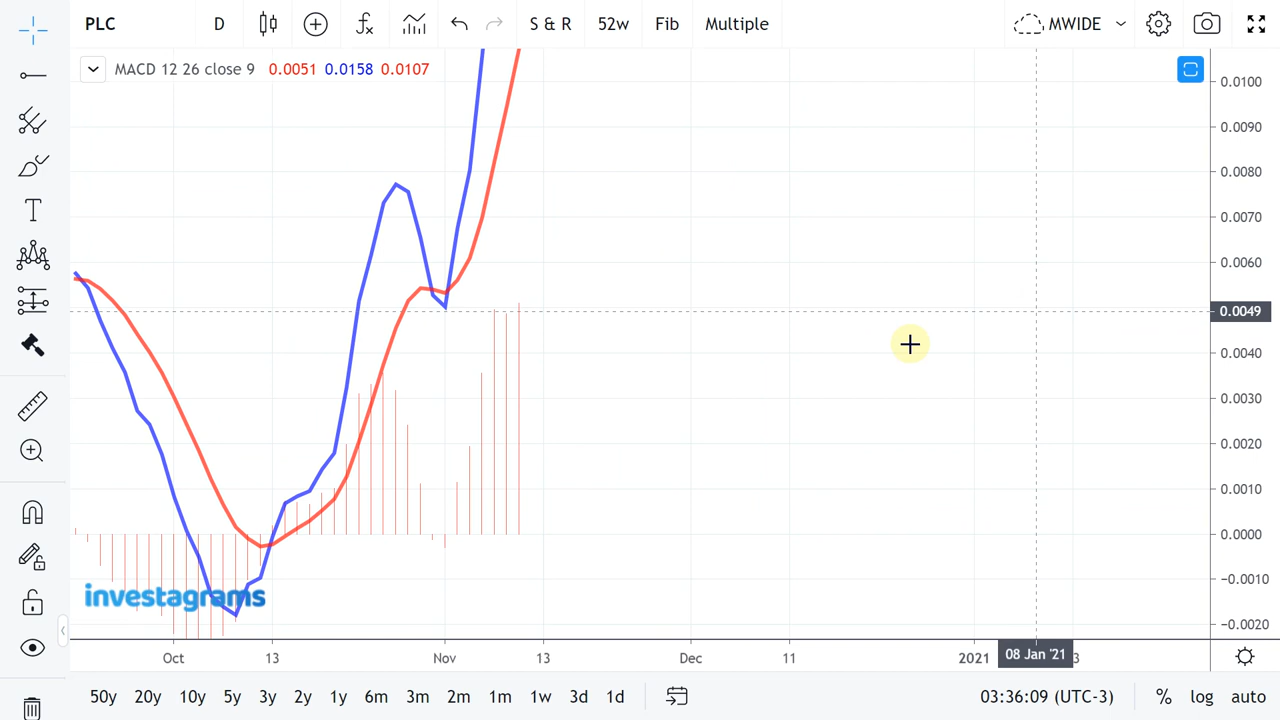 PLC D S & R 52w Fib Multiple MWIDE
MACD 12 26 close 9 0.0051 0.0158 0.0107
0.0100
0.0090
0.0080
0.0070
0.0060
0.0049
0.0040
0.0030
0.0020
0.0010
0.0000
−0.0010
−0.0020
investagrams
Oct 13 Nov 13 Dec 11 2021 08 Jan '21 3
50y 20y 10y 5y 3y 2y 1y 6m 3m 2m 1m 1w 3d 1d 03:36:09 (UTC-3) % log auto